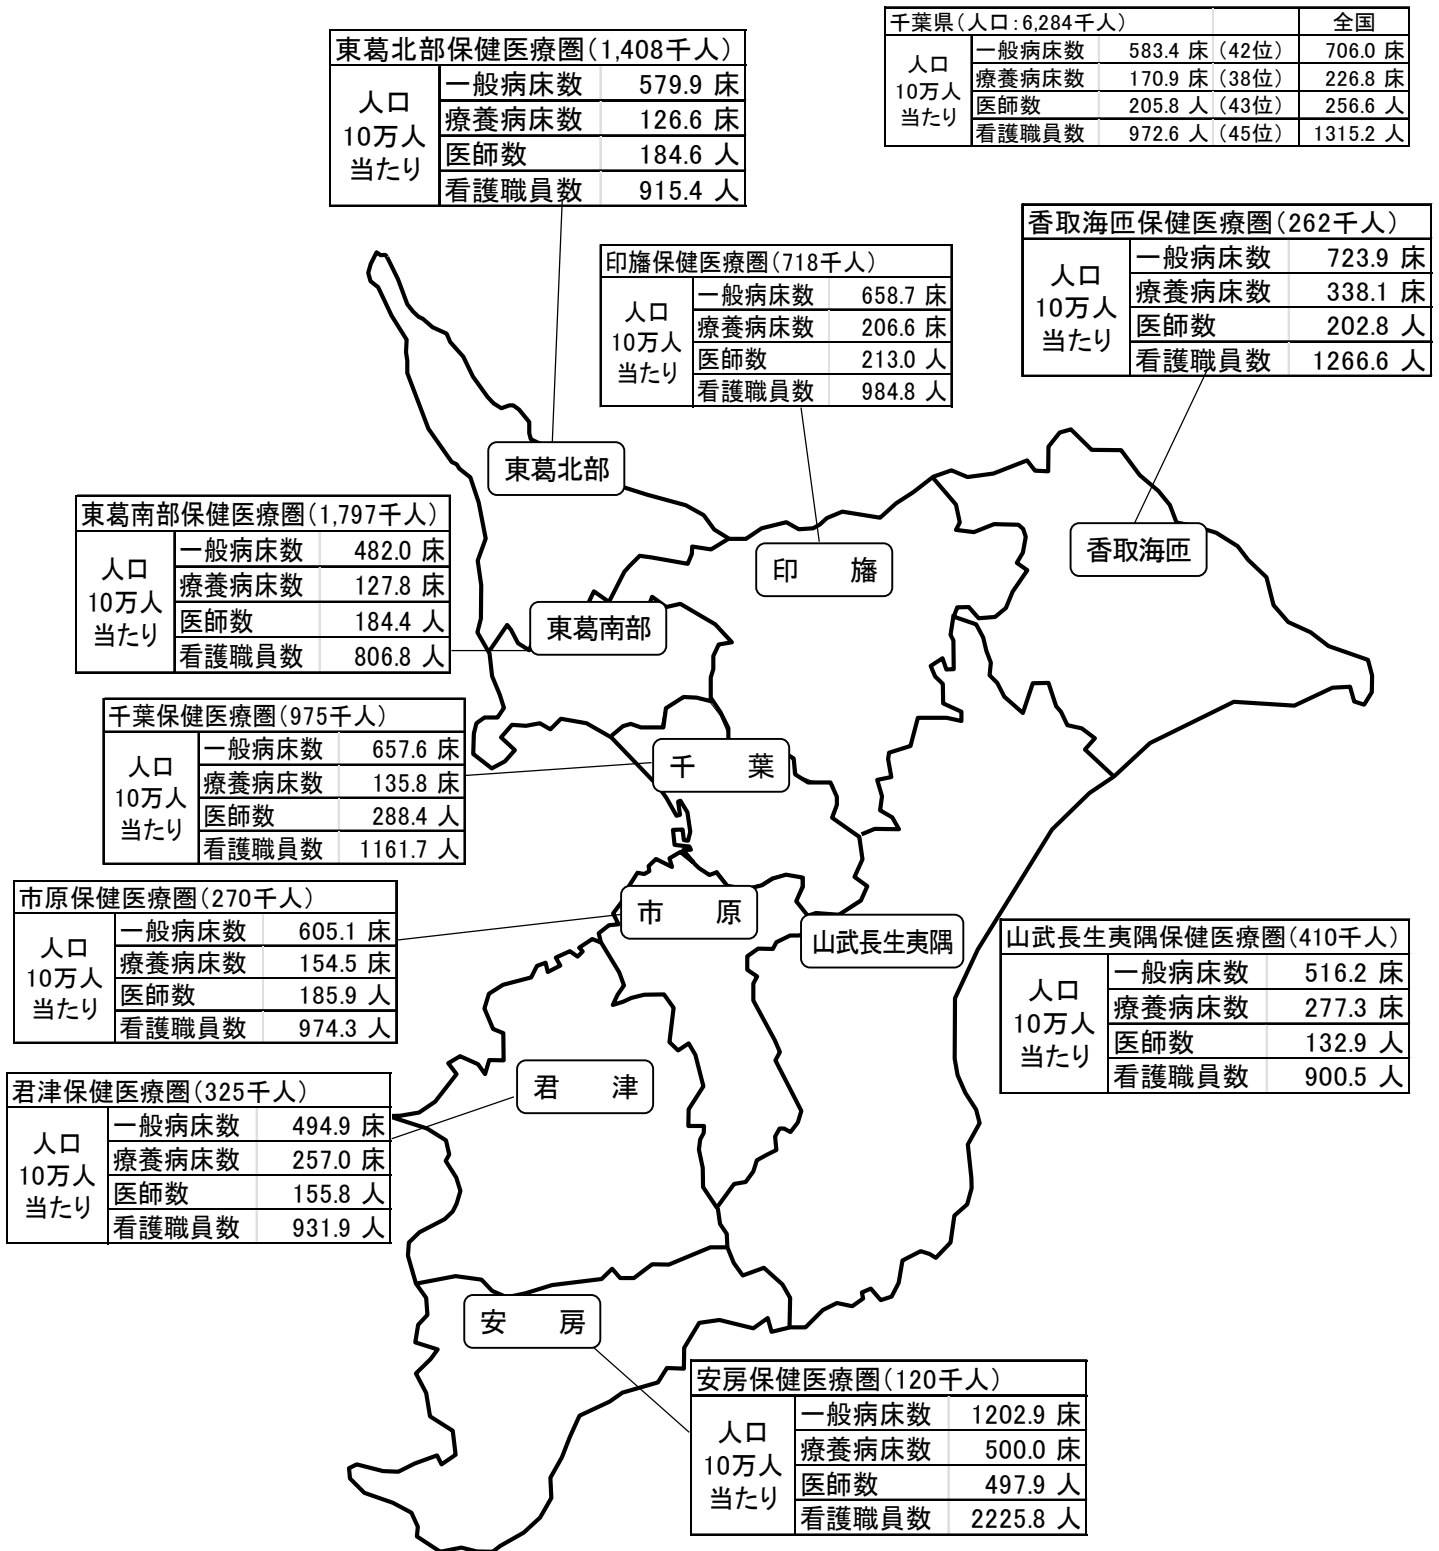 千葉県(人口:6,284千人) 全国
人口10万人当たり
一般病床数 583.4 床 (42位) 706.0 床
療養病床数 170.9 床 (38位) 226.8 床
医師数 205.8 人 (43位) 256.6 人
看護職員数 972.6 人 (45位) 1315.2 人
東葛北部保健医療圏(1,408千人)
人口10万人当たり
一般病床数 579.9 床
療養病床数 126.6 床
医師数 184.6 人
看護職員数 915.4 人
香取海匝保健医療圏(262千人)
人口10万人当たり
一般病床数 723.9 床
療養病床数 338.1 床
医師数 202.8 人
看護職員数 1266.6 人
印旛保健医療圏(718千人)
人口10万人当たり
一般病床数 658.7 床
療養病床数 206.6 床
医師数 213.0 人
看護職員数 984.8 人
東葛北部
東葛南部保健医療圏(1,797千人)
人口10万人当たり
一般病床数 482.0 床
療養病床数 127.8 床
医師数 184.4 人
看護職員数 806.8 人
香取海匝
印 旛
東葛南部
千葉保健医療圏(975千人)
人口10万人当たり
一般病床数 657.6 床
療養病床数 135.8 床
医師数 288.4 人
看護職員数 1161.7 人
千 葉
市原保健医療圏(270千人)
人口10万人当たり
一般病床数 605.1 床
療養病床数 154.5 床
医師数 185.9 人
看護職員数 974.3 人
市 原
山武長生夷隅
山武長生夷隅保健医療圏(410千人)
人口10万人当たり
一般病床数 516.2 床
療養病床数 277.3 床
医師数 132.9 人
看護職員数 900.5 人
君津保健医療圏(325千人)
人口10万人当たり
一般病床数 494.9 床
療養病床数 257.0 床
医師数 155.8 人
看護職員数 931.9 人
君 津
安 房
安房保健医療圏(120千人)
人口10万人当たり
一般病床数 1202.9 床
療養病床数 500.0 床
医師数 497.9 人
看護職員数 2225.8 人